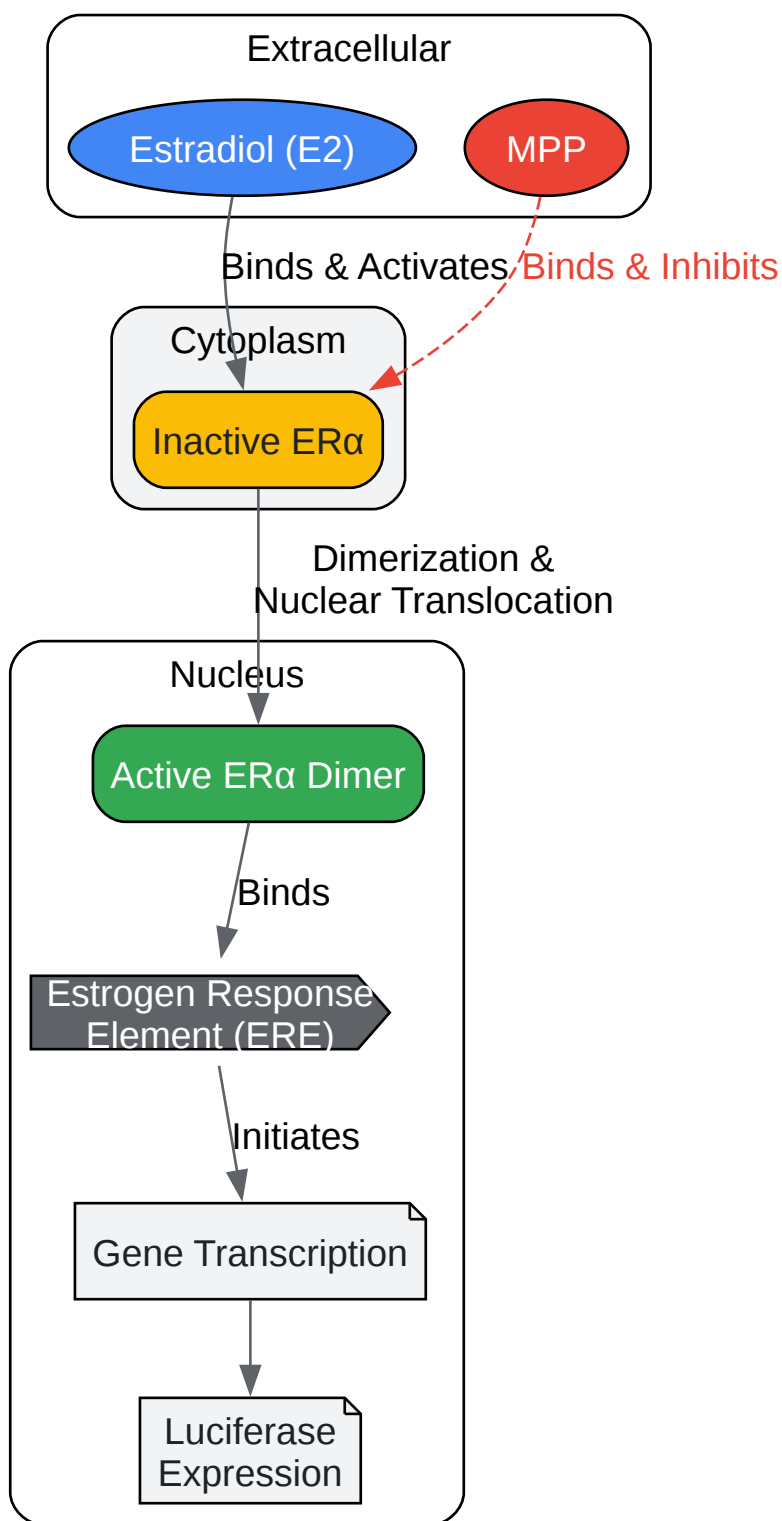 Extracellular
Estradiol (E2)
MPP
Binds & Activates
Binds & Inhibits
Cytoplasm
Inactive ERα
Dimerization &
Nuclear Translocation
Nucleus
Active ERα Dimer
Binds
Estrogen Response
Element (ERE)
Initiates
Gene Transcription
Luciferase
Expression